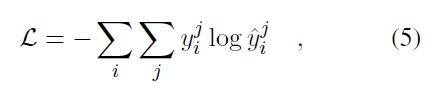 ℒ = − ∑_i ∑_j y_i^j log ŷ_i^j , (5)